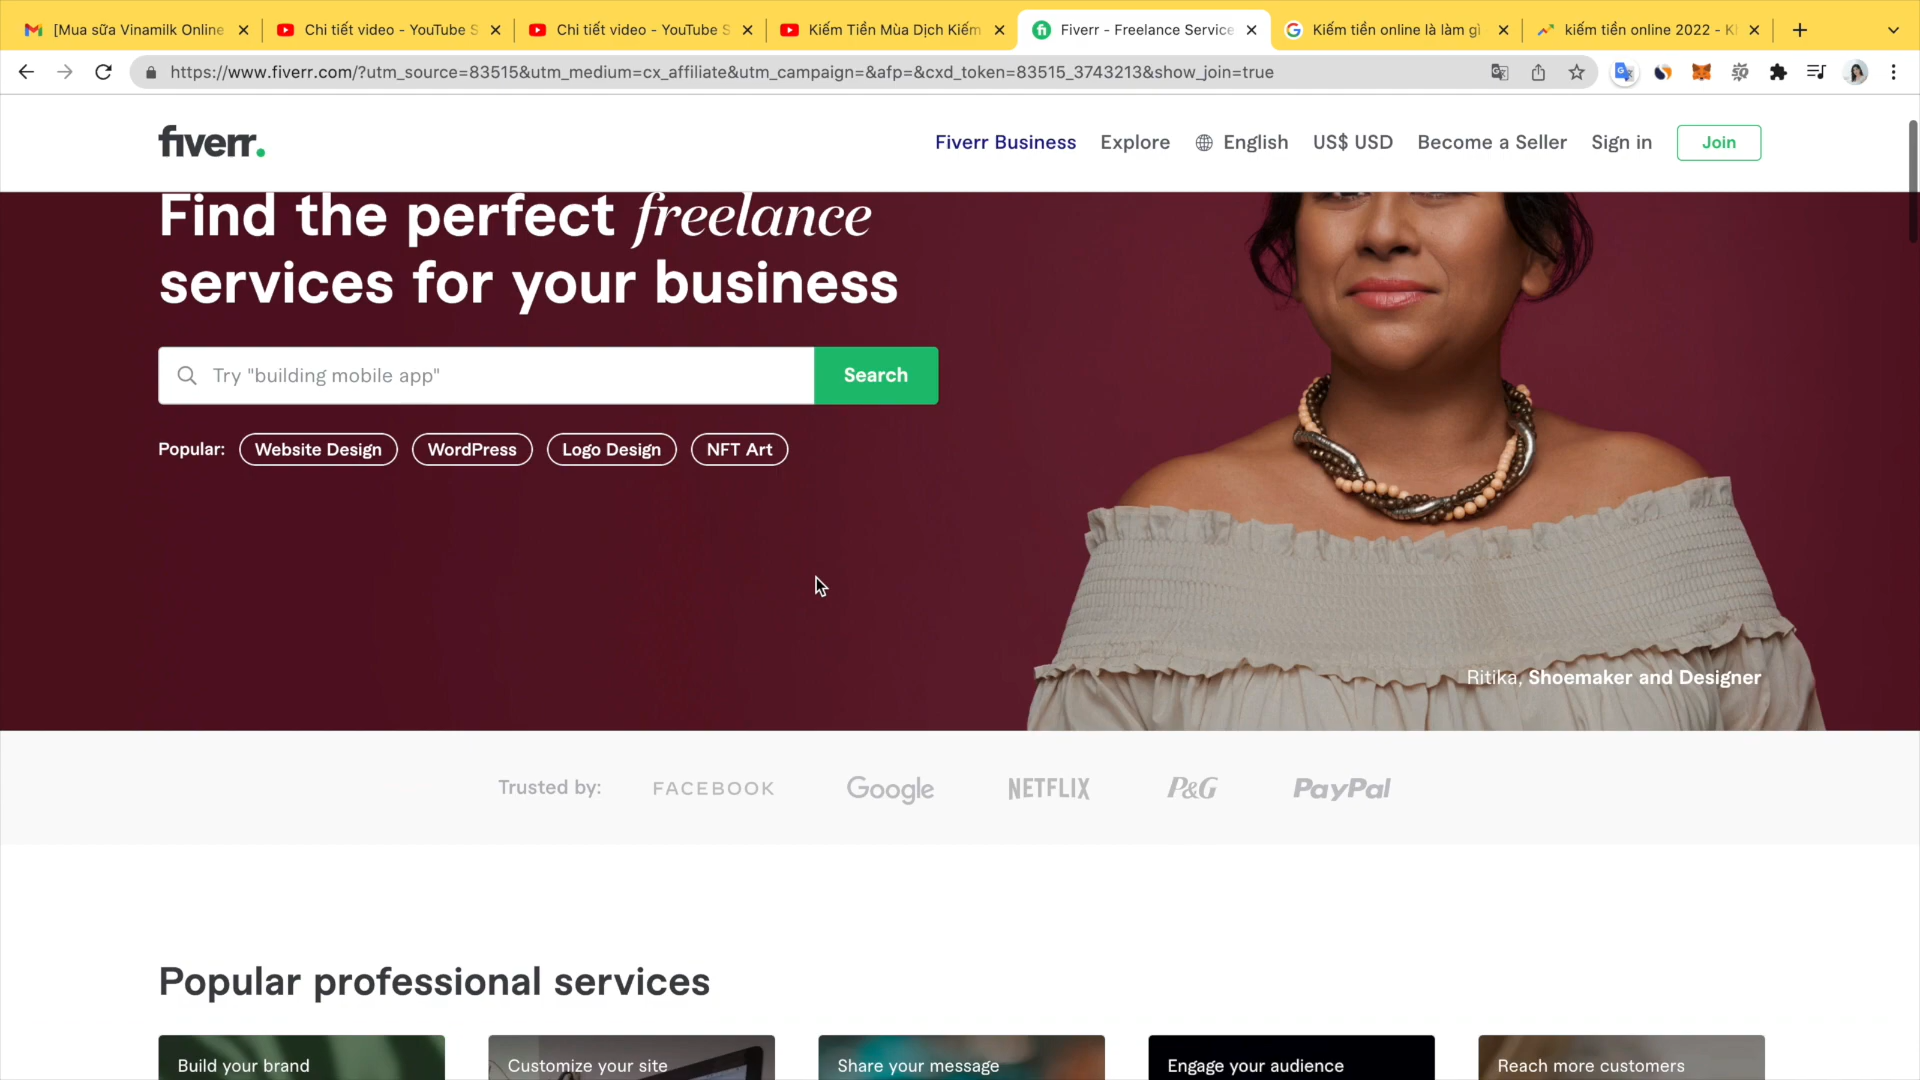 [Mua sữa Vinamilk Online
Chi tiết video - YouTube S
Chi tiết video - YouTube S
Kiếm Tiền Mùa Dịch Kiếm
Fiverr - Freelance Service
Kiếm tiền online là làm gì
kiếm tiền online 2022 - K
https://www.fiverr.com/?utm_source=83515&utm_medium=cx_affiliate&utm_campaign=&afp=&cxd_token=83515_3743213&show_join=true
fiverr.
Fiverr Business
Explore
English
US$ USD
Become a Seller
Sign in
Join
Find the perfect freelance
services for your business
Try "building mobile app"
Search
Popular:
Website Design
WordPress
Logo Design
NFT Art
Ritika, Shoemaker and Designer
Trusted by:
FACEBOOK
Google
NETFLIX
P&G
PayPal
Popular professional services
Build your brand
Customize your site
Share your message
Engage your audience
Reach more customers